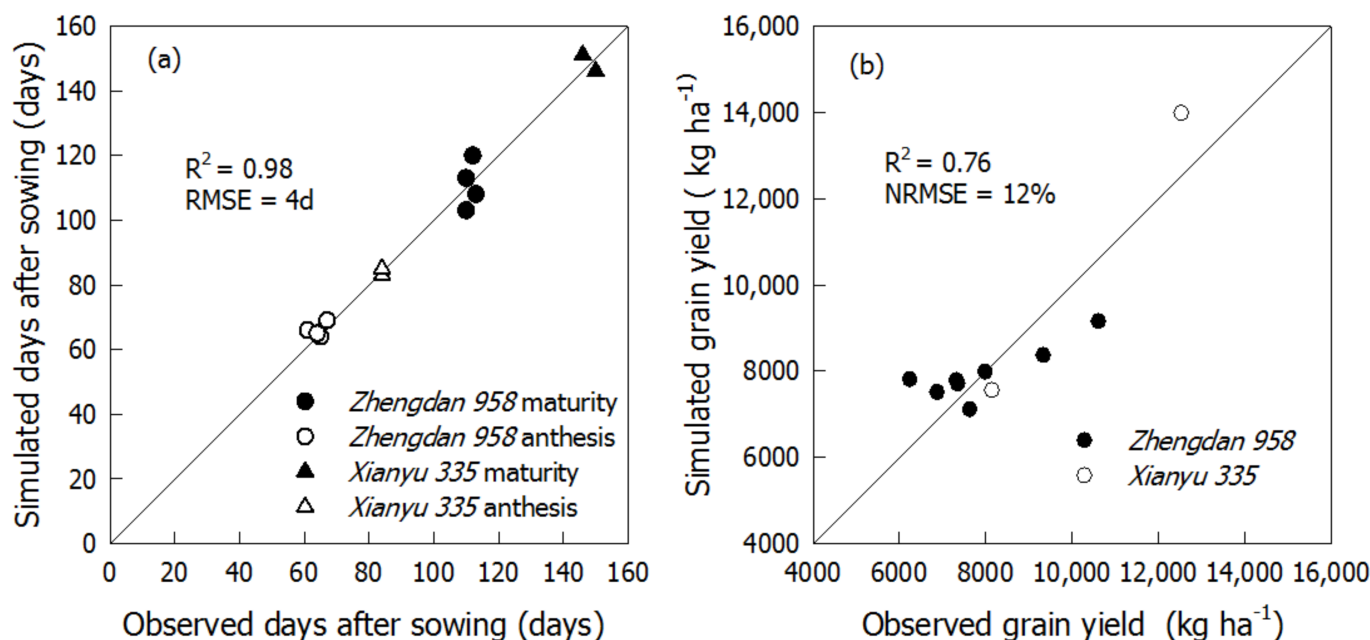 (a)
R² = 0.98
RMSE = 4d
Zhengdan 958 maturity
Zhengdan 958 anthesis
Xianyu 335 maturity
Xianyu 335 anthesis
Simulated days after sowing (days)
160
140
120
100
80
60
40
20
0
0 20 40 60 80 100 120 140 160
Observed days after sowing (days)
(b)
R² = 0.76
NRMSE = 12%
Zhengdan 958
Xianyu 335
Simulated grain yield ( kg ha⁻¹)
16,000
14,000
12,000
10,000
8000
6000
4000
4000 6000 8000 10,000 12,000 14,000 16,000
Observed grain yield (kg ha⁻¹)